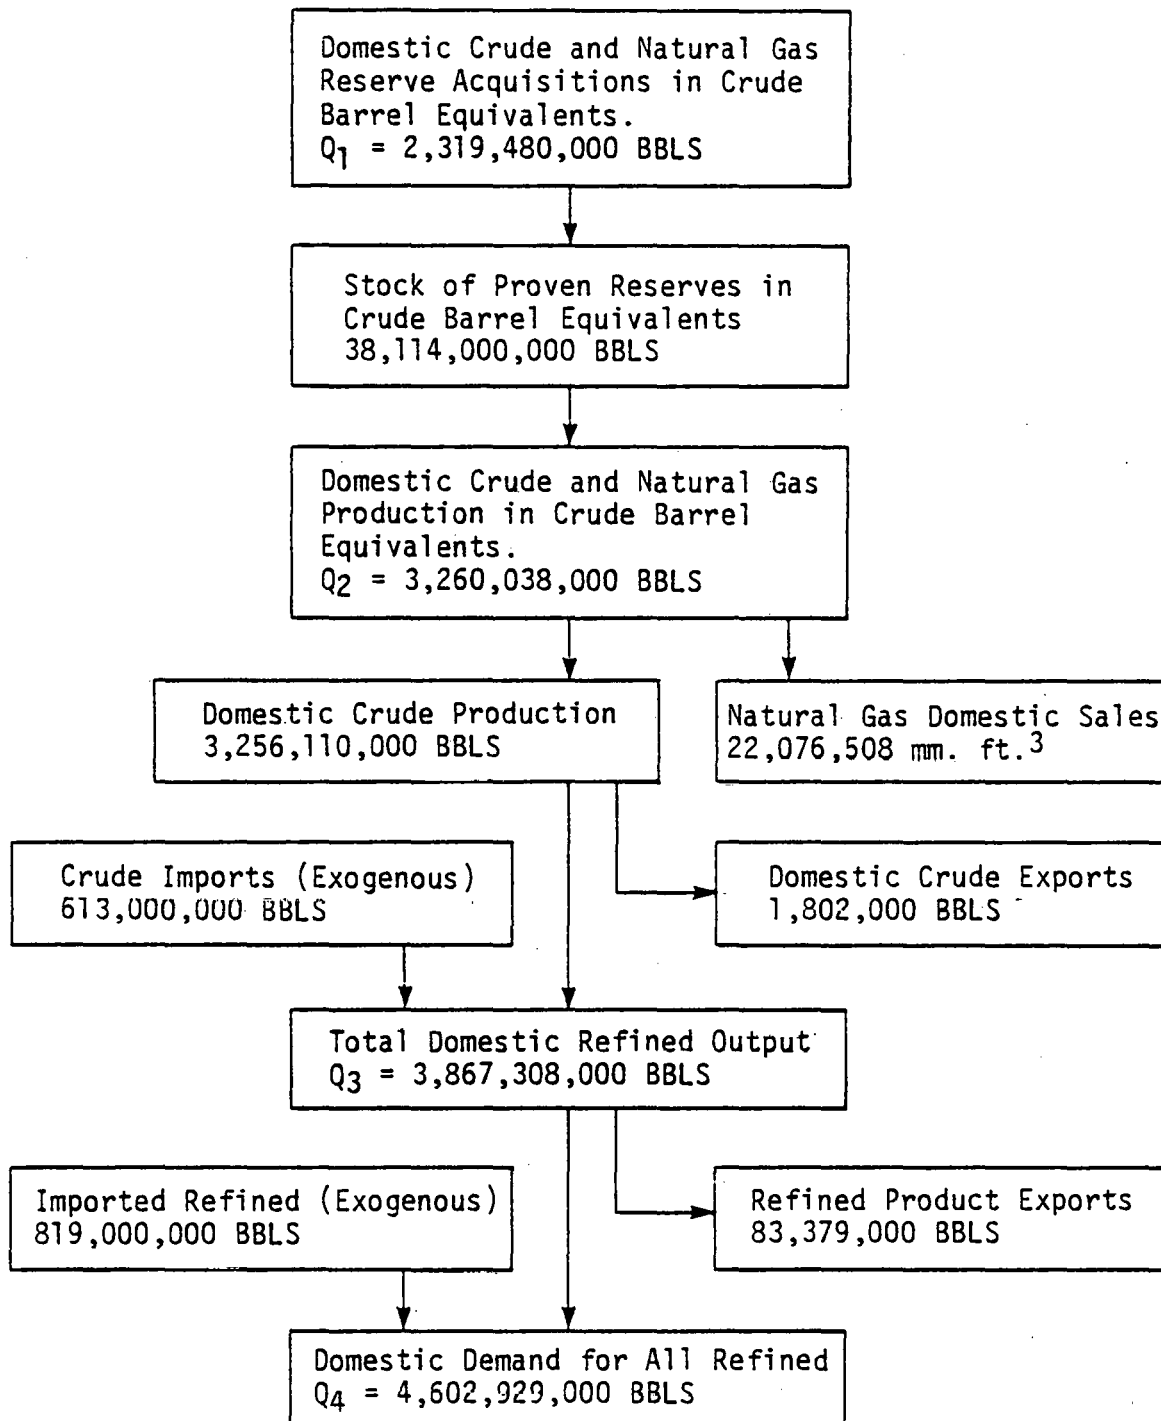 Domestic Crude and Natural Gas
Reserve Acquisitions in Crude
Barrel Equivalents.
Q1 = 2,319,480,000 BBLS
Stock of Proven Reserves in
Crude Barrel Equivalents
38,114,000,000 BBLS
Domestic Crude and Natural Gas
Production in Crude Barrel
Equivalents.
Q2 = 3,260,038,000 BBLS
Domestic Crude Production
3,256,110,000 BBLS
Natural Gas Domestic Sales
22,076,508 mm. ft.3
Crude Imports (Exogenous)
613,000,000 BBLS
Domestic Crude Exports
1,802,000 BBLS
Total Domestic Refined Output
Q3 = 3,867,308,000 BBLS
Imported Refined (Exogenous)
819,000,000 BBLS
Refined Product Exports
83,379,000 BBLS
Domestic Demand for All Refined
Q4 = 4,602,929,000 BBLS